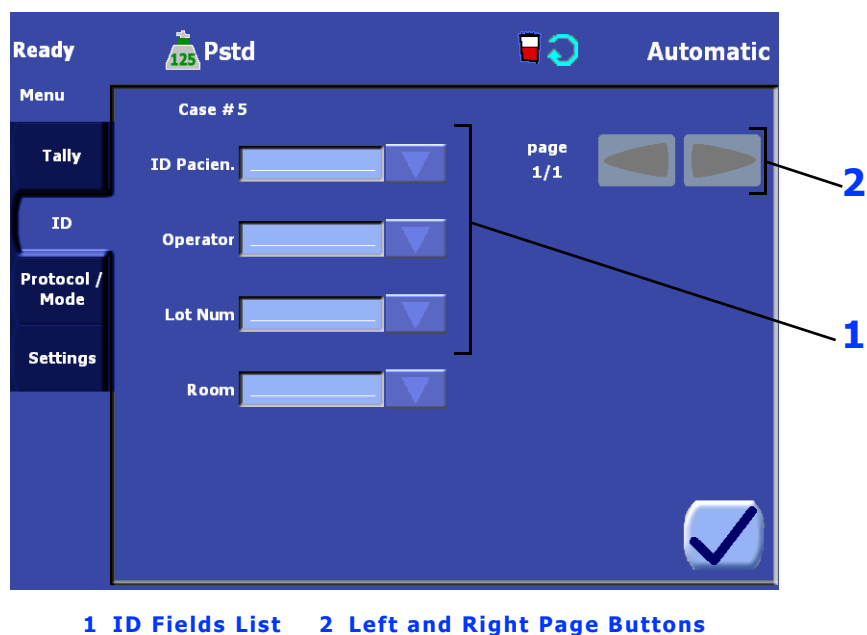 Ready
125 Pstd
Automatic
Menu
Case # 5
Tally
ID Pacien.
page
1/1
2
ID
Operator
Protocol /
Mode
Lot Num
1
Settings
Room
1 ID Fields List 2 Left and Right Page Buttons